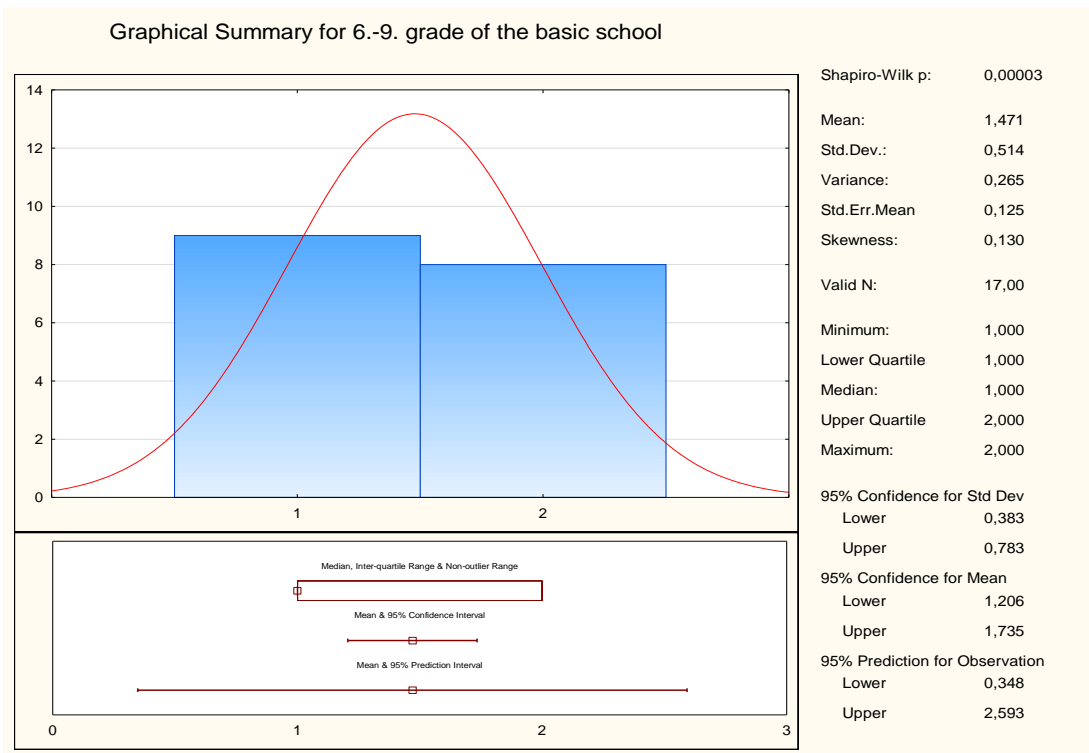 Graphical Summary for 6.-9. grade of the basic school
14
12
10
8
6
4
2
0
1 2
Median, Inter-quartile Range & Non-outlier Range
Mean & 95% Confidence Interval
Mean & 95% Prediction Interval
0 1 2 3
Shapiro-Wilk p: 0,00003
Mean: 1,471
Std.Dev.: 0,514
Variance: 0,265
Std.Err.Mean 0,125
Skewness: 0,130
Valid N: 17,00
Minimum: 1,000
Lower Quartile 1,000
Median: 1,000
Upper Quartile 2,000
Maximum: 2,000
95% Confidence for Std Dev
Lower 0,383
Upper 0,783
95% Confidence for Mean
Lower 1,206
Upper 1,735
95% Prediction for Observation
Lower 0,348
Upper 2,593